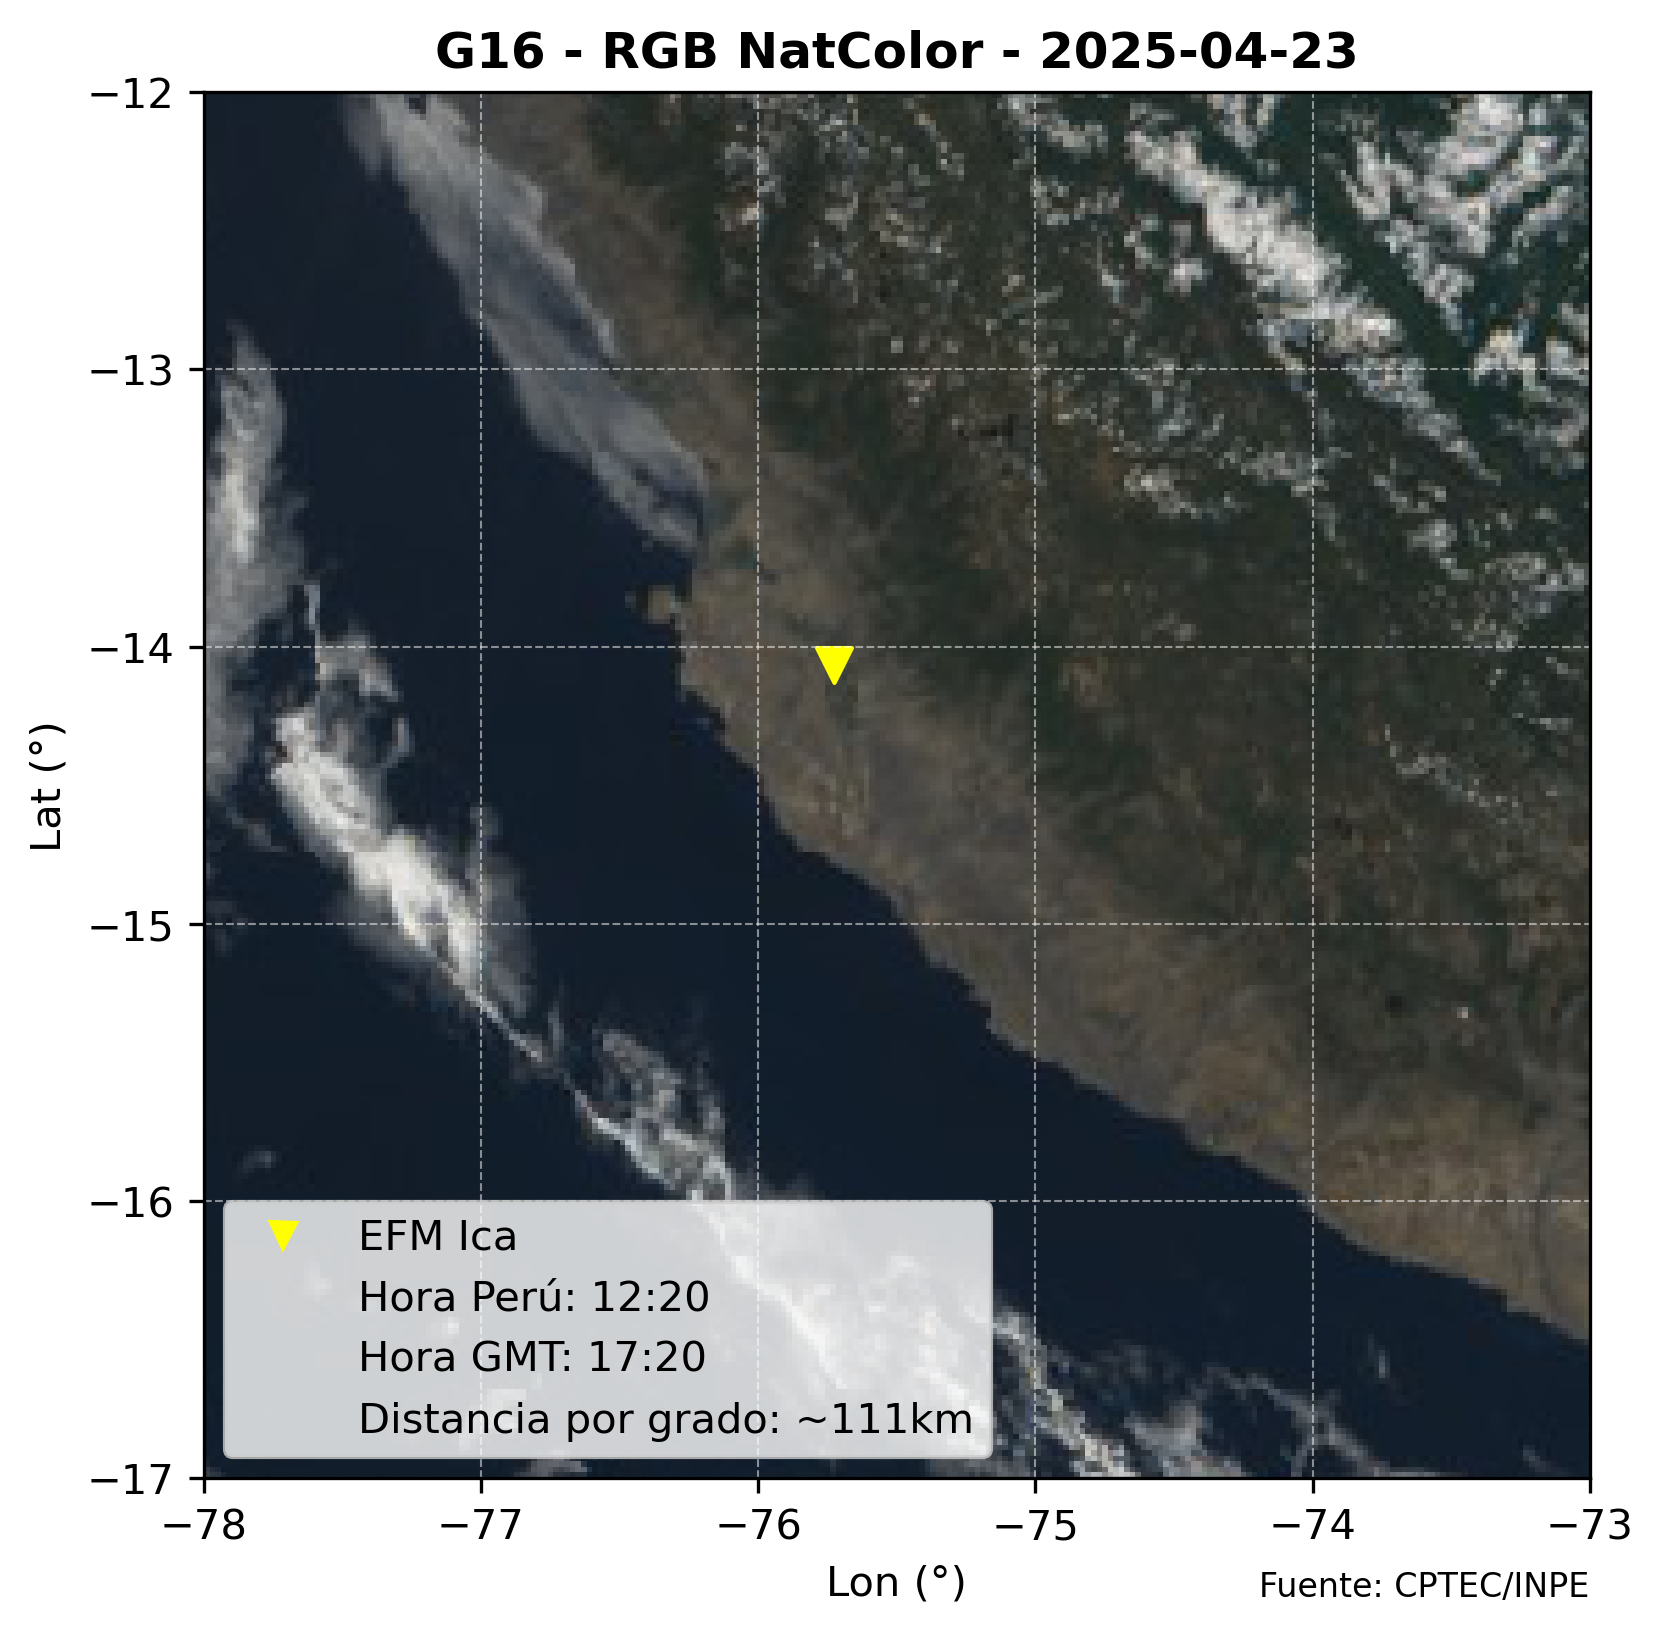 G16 - RGB NatColor - 2025-04-23
−12
−13
−14
−15
−16
−17
Lat (°)
EFM Ica
Hora Perú: 12:20
Hora GMT: 17:20
Distancia por grado: ~111km
−78 −77 −76 −75 −74 −73
Lon (°)
Fuente: CPTEC/INPE